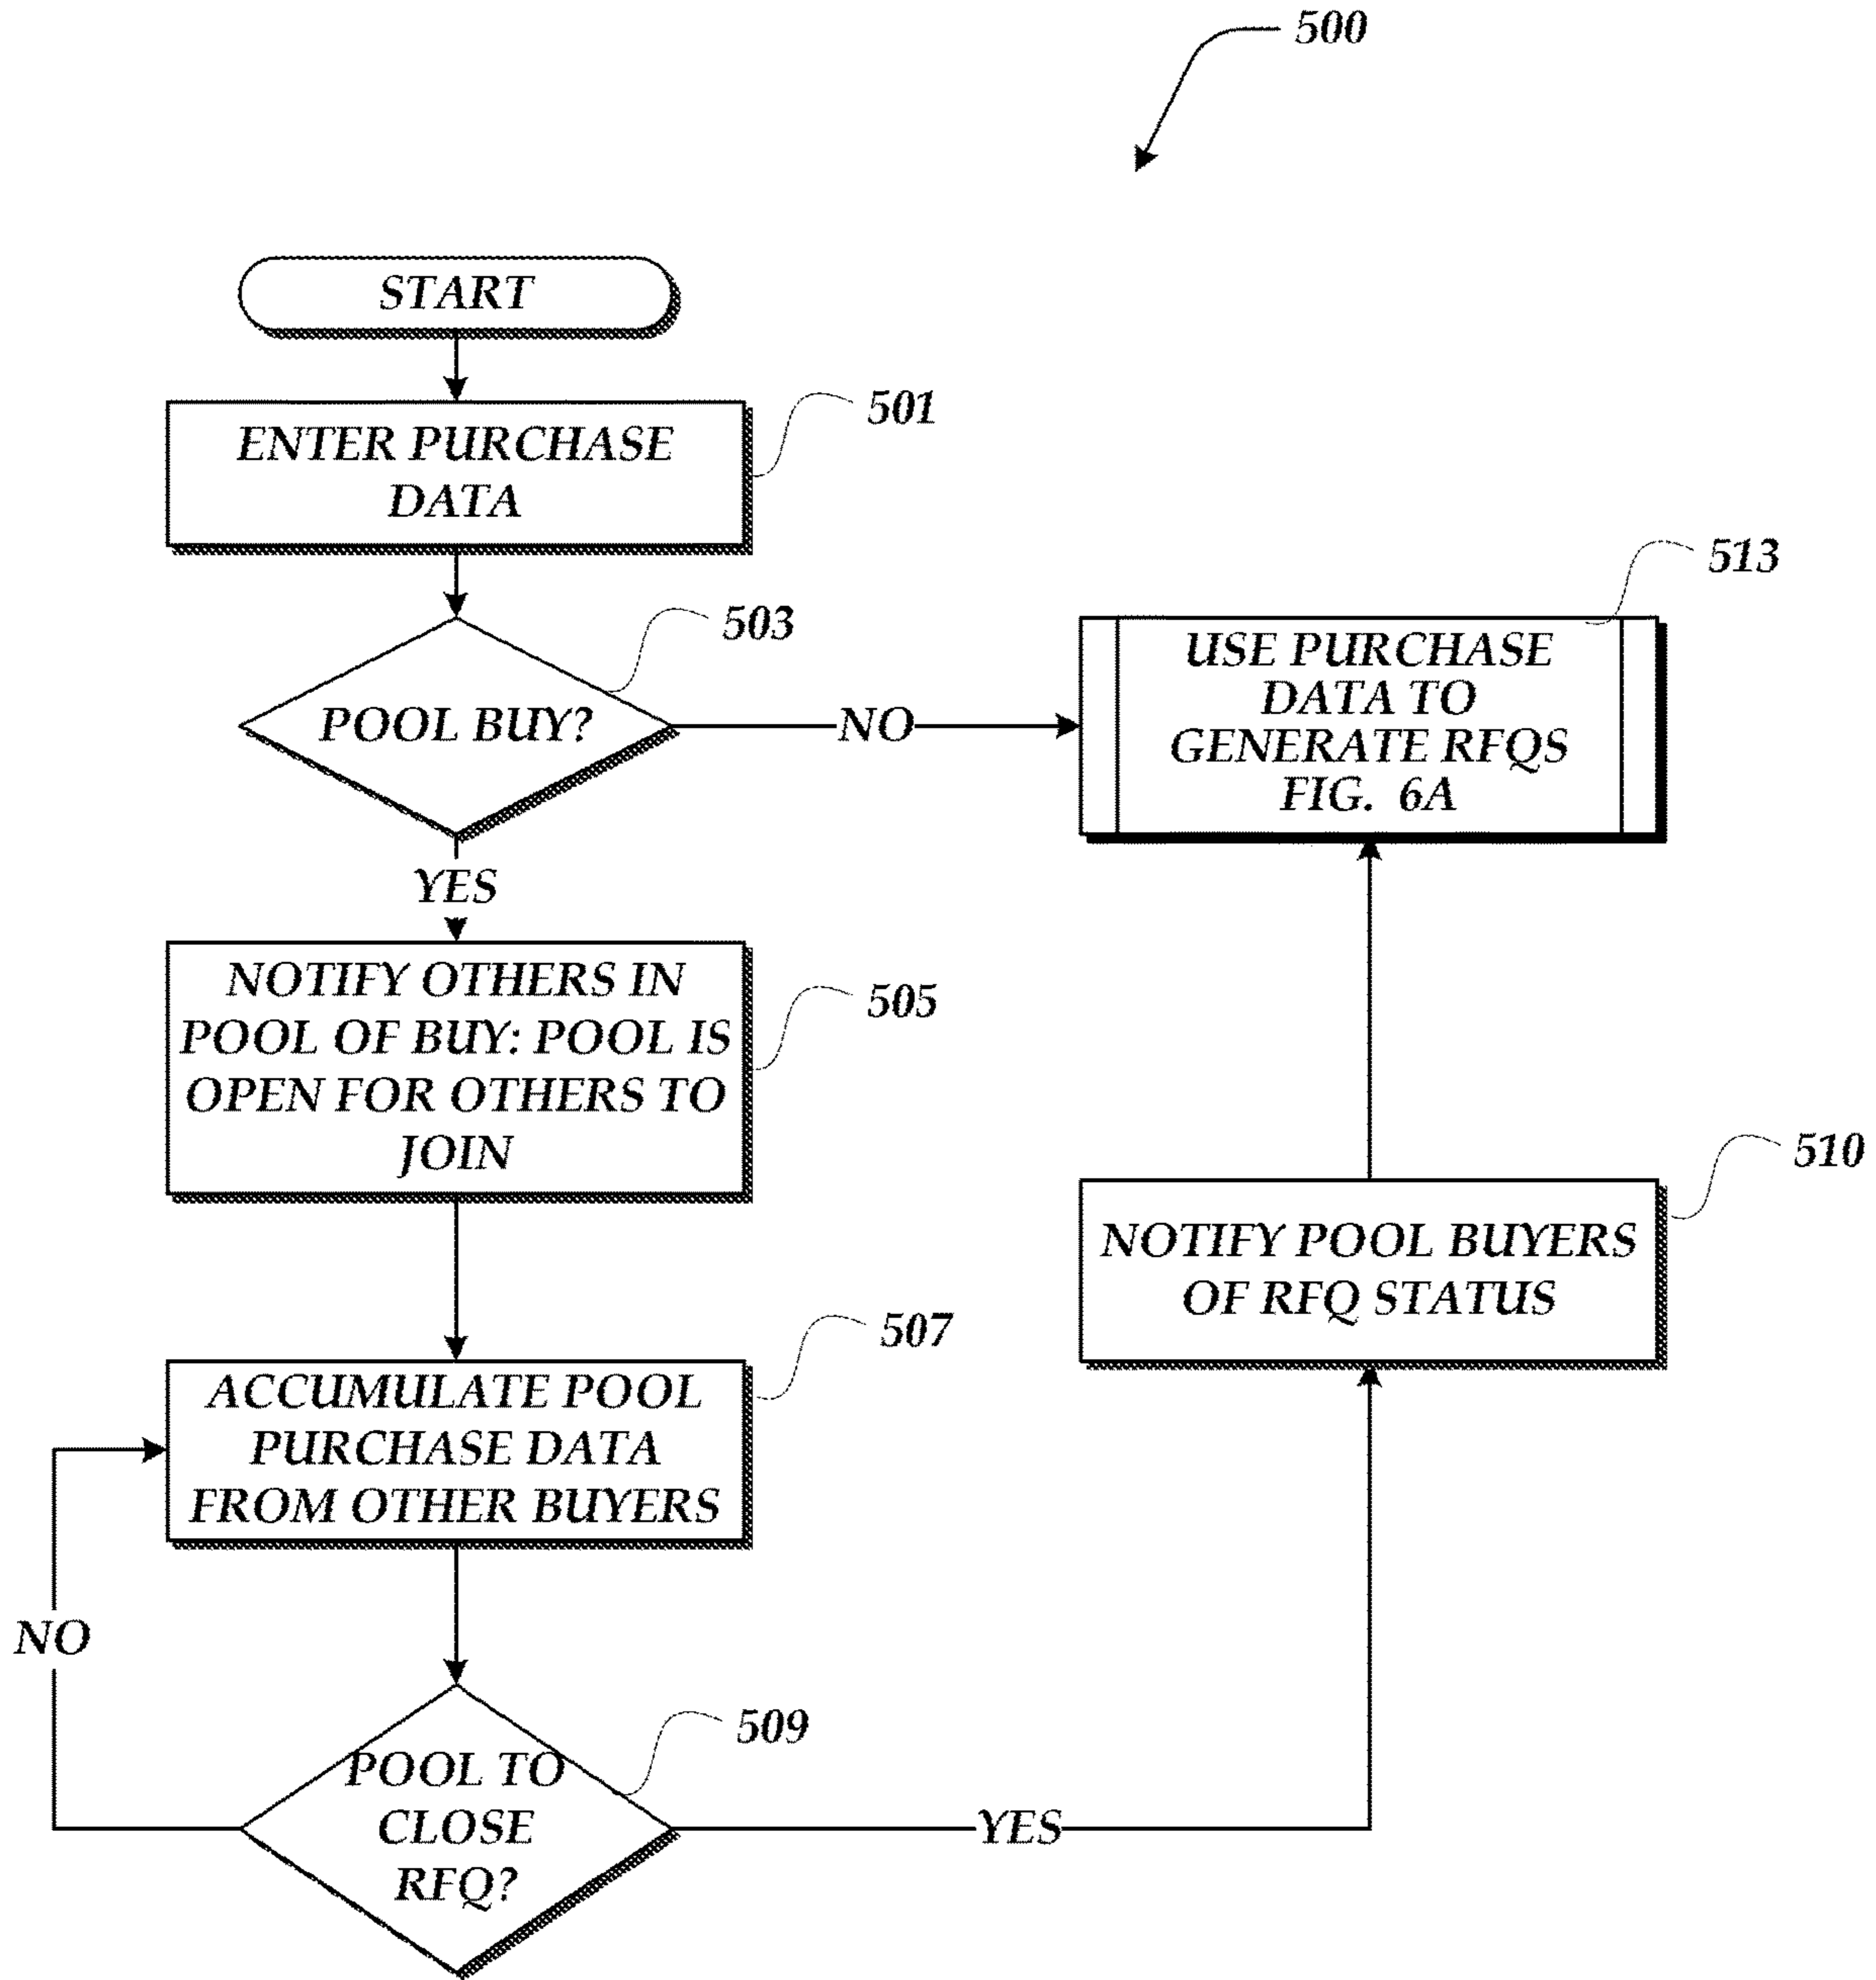 500
START
ENTER PURCHASE
DATA
501
POOL BUY?
503
NO
USE PURCHASE
DATA TO
GENERATE RFQS
FIG. 6A
513
YES
NOTIFY OTHERS IN
POOL OF BUY: POOL IS
OPEN FOR OTHERS TO
JOIN
505
NOTIFY POOL BUYERS
OF RFQ STATUS
510
ACCUMULATE POOL
PURCHASE DATA
FROM OTHER BUYERS
507
NO
POOL TO
CLOSE
RFQ?
509
YES